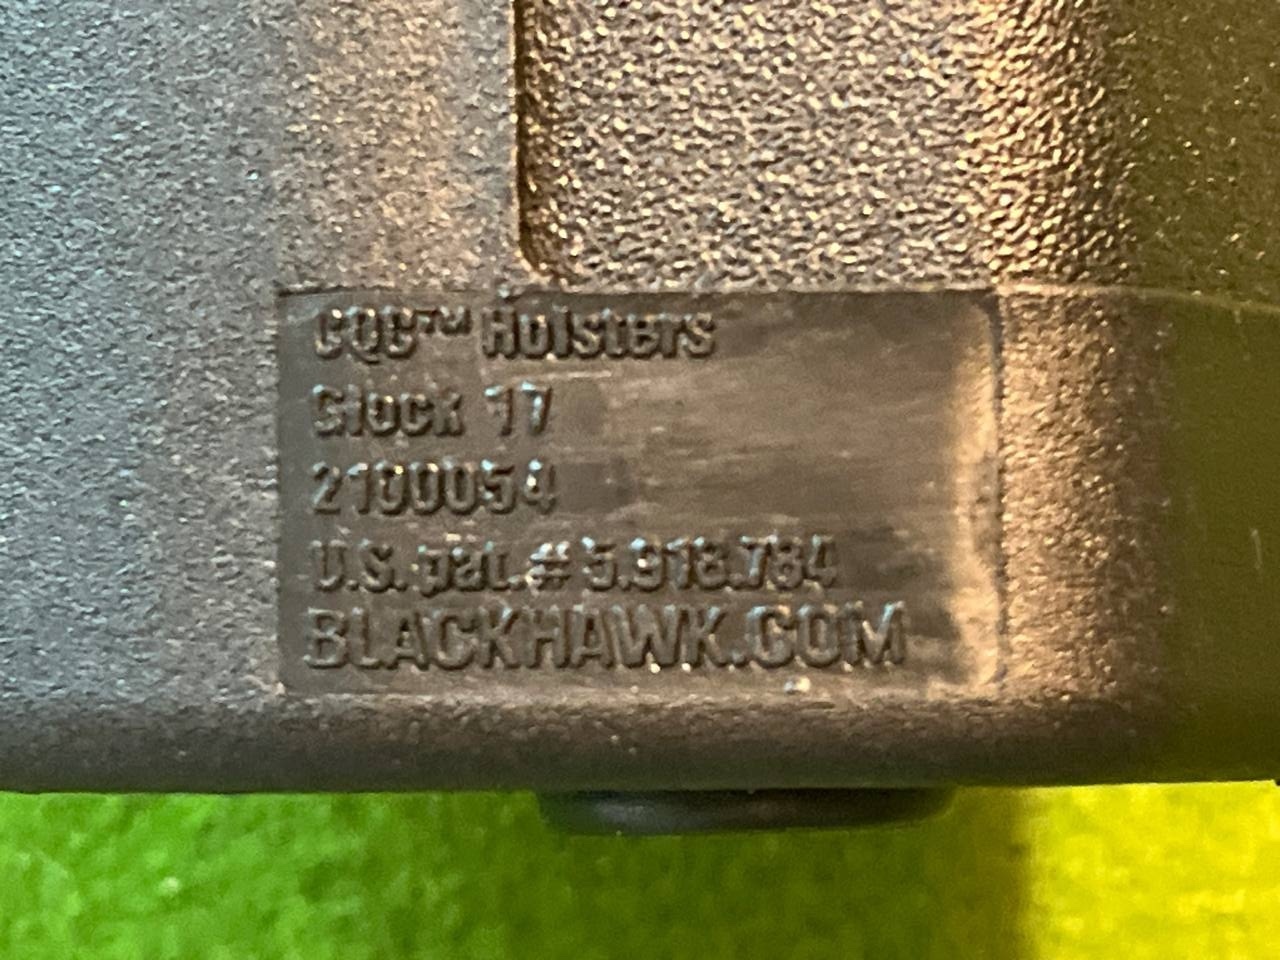 CQC™ Holsters
Glock 17
2100054
U.S. pat.# 5.918.784
BLACKHAWK.COM